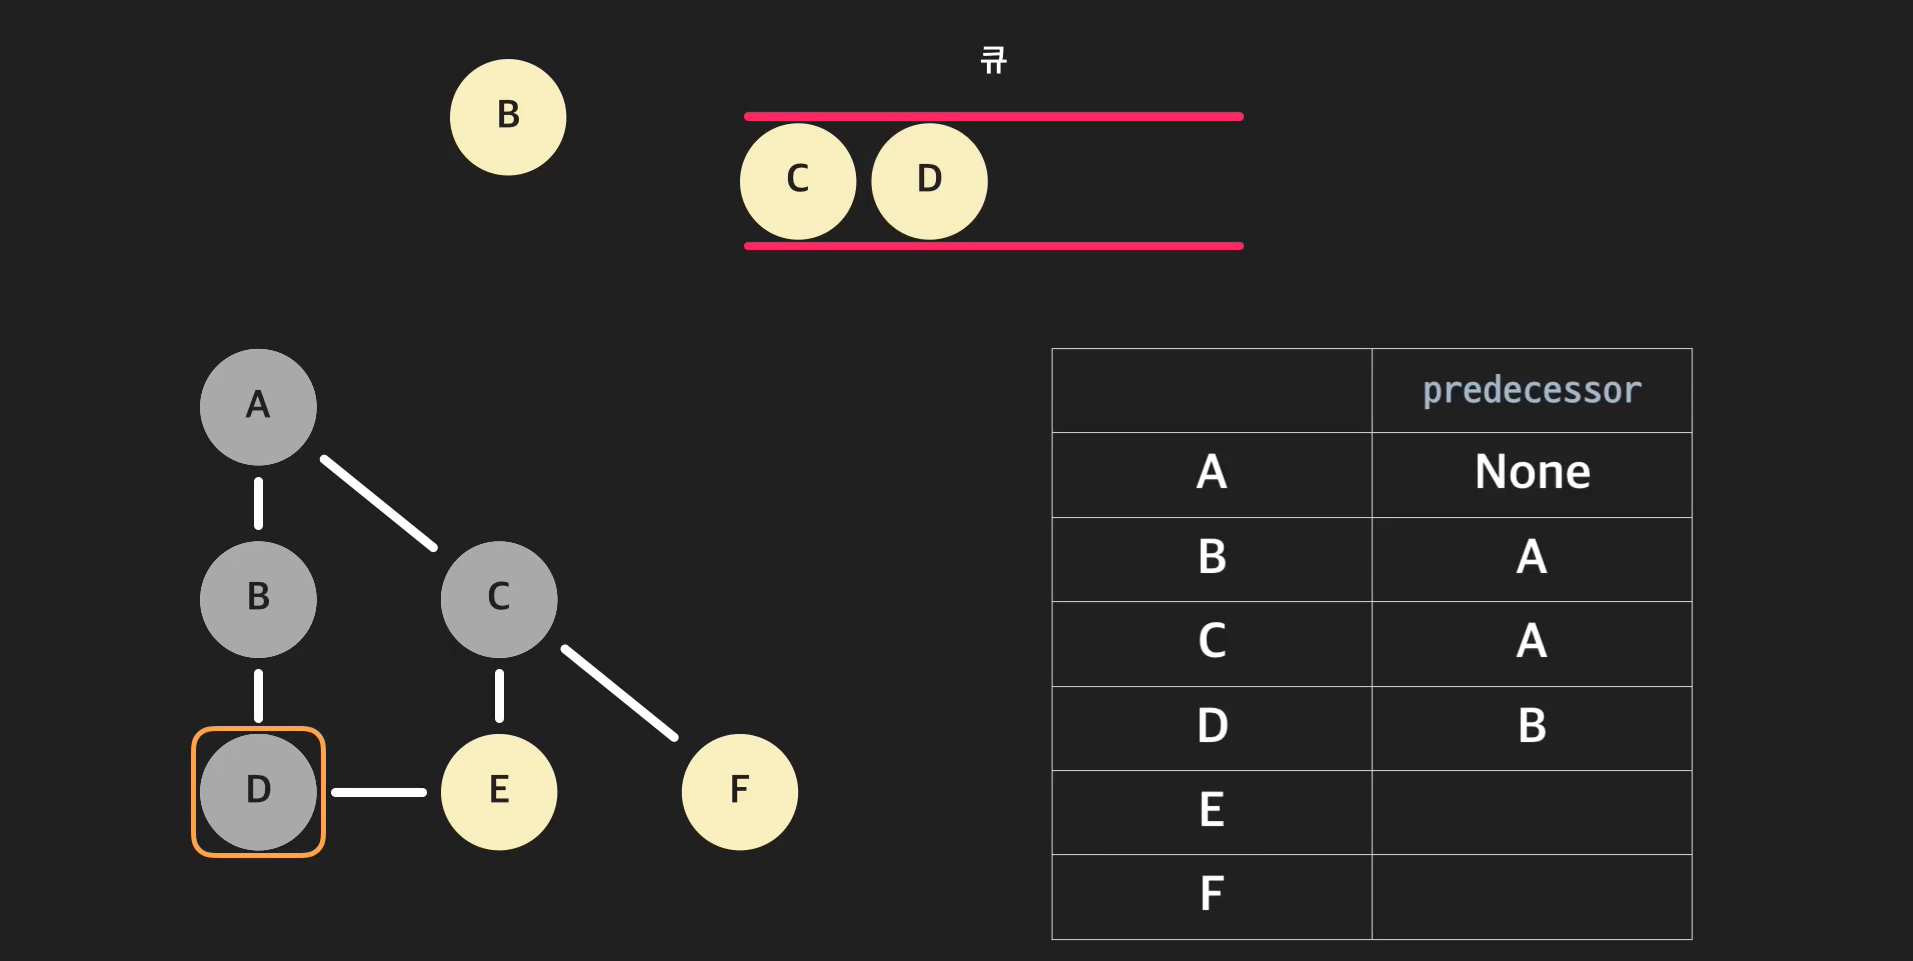 큐
B
C D
A
B C
D E F
predecessor
A None
B A
C A
D B
E
F